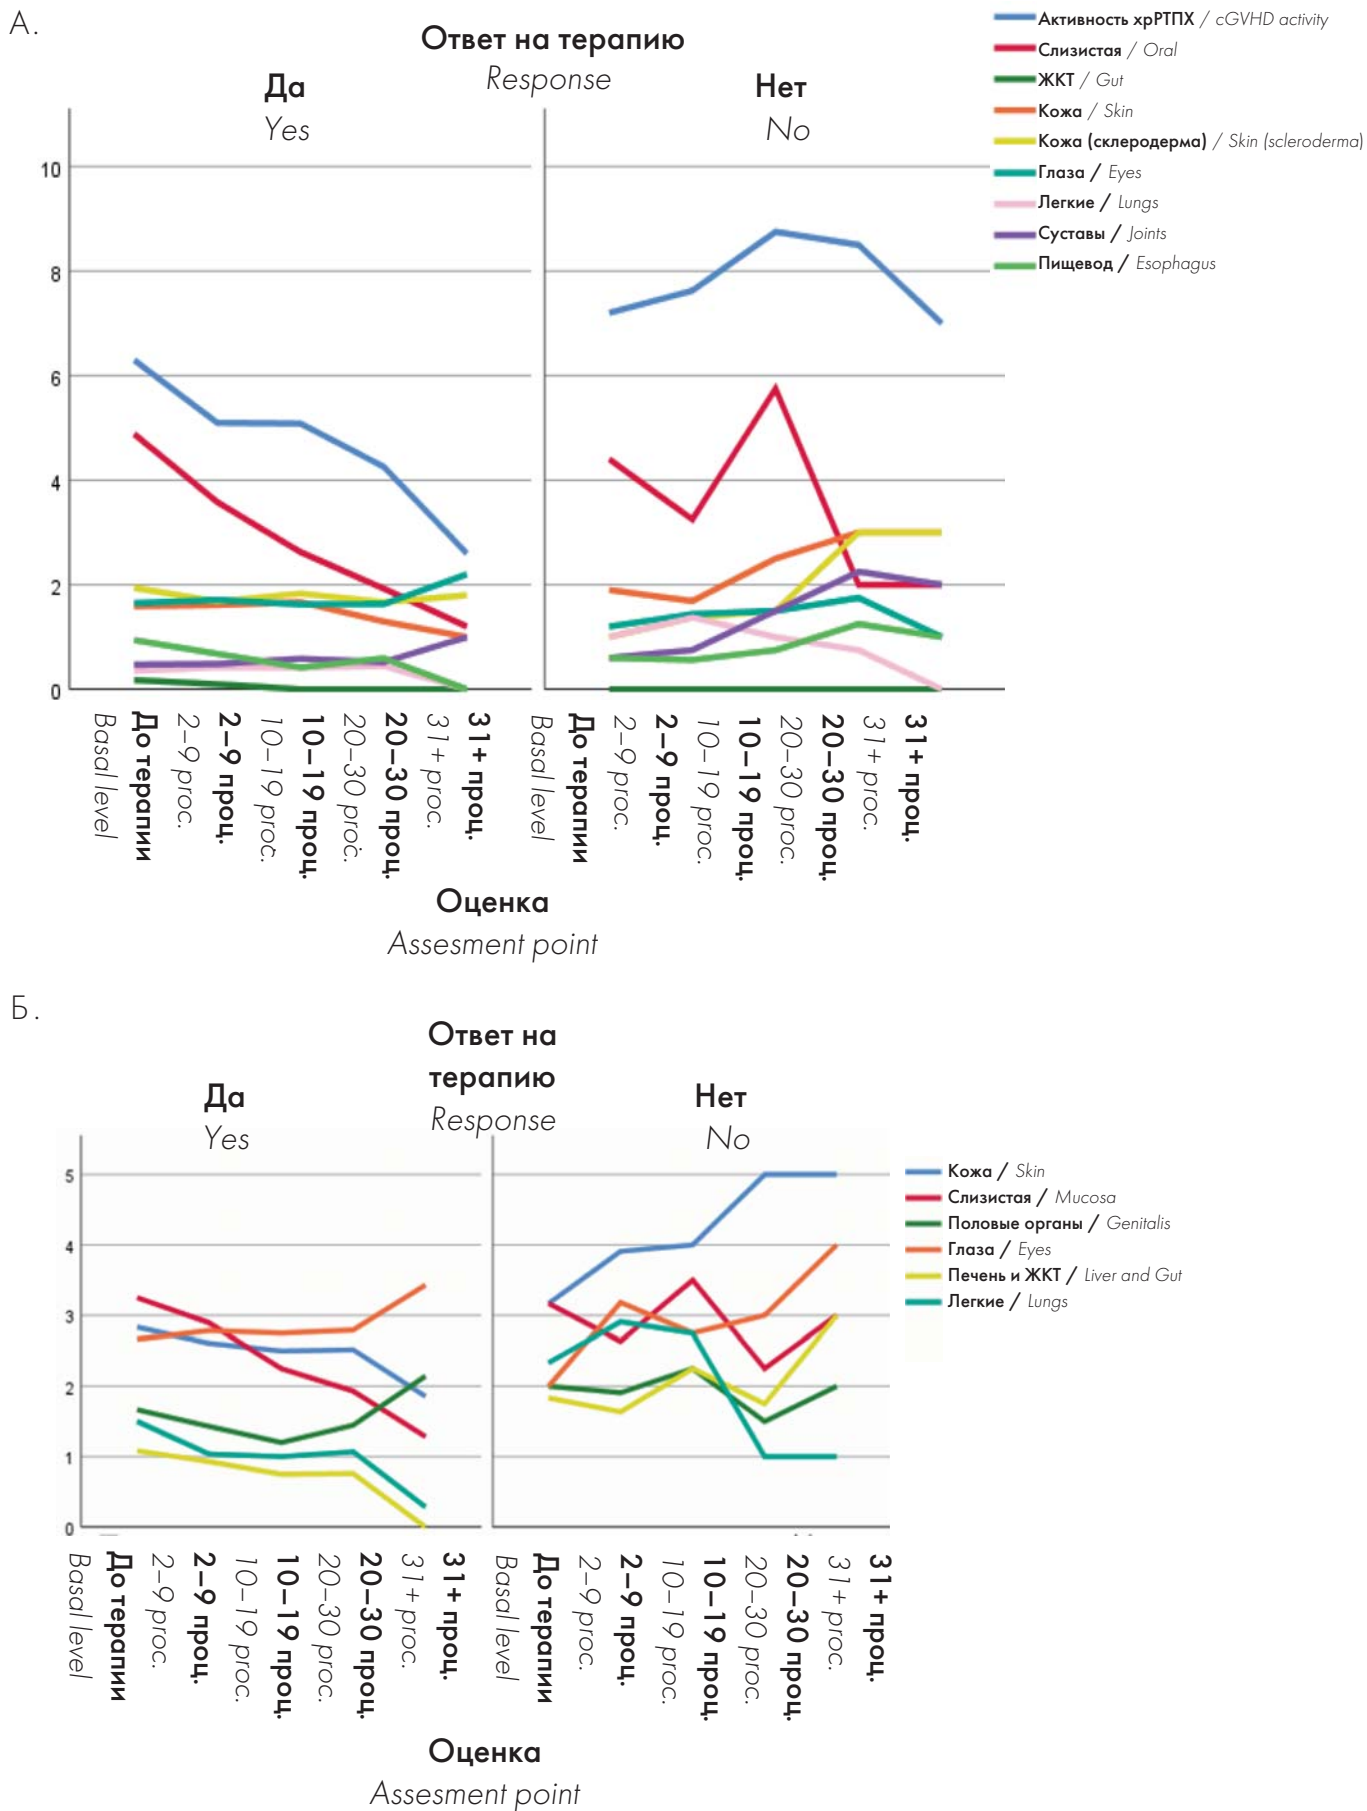 А.
Ответ на терапию
Response
Да
Yes
Нет
No
Активность хрРТПХ / cGVHD activity
Слизистая / Oral
ЖКТ / Gut
Кожа / Skin
Кожа (склеродерма) / Skin (scleroderma)
Глаза / Eyes
Легкие / Lungs
Суставы / Joints
Пищевод / Esophagus
10
8
6
4
2
0
Basal level
До терапии
2–9 proc.
2–9 проц.
10–19 proc.
10–19 проц.
20–30 proc.
20–30 проц.
31+ proc.
31+ проц.
Basal level
До терапии
2–9 proc.
2–9 проц.
10–19 proc.
10–19 проц.
20–30 proc.
20–30 проц.
31+ proc.
31+ проц.
Оценка
Assesment point
Б.
Ответ на
терапию
Response
Да
Yes
Нет
No
Кожа / Skin
Слизистая / Mucosa
Половые органы / Genitalis
Глаза / Eyes
Печень и ЖКТ / Liver and Gut
Легкие / Lungs
5
4
3
2
1
0
Basal level
До терапии
2–9 proc.
2–9 проц.
10–19 proc.
10–19 проц.
20–30 proc.
20–30 проц.
31+ proc.
31+ проц.
Basal level
До терапии
2–9 proc.
2–9 проц.
10–19 proc.
10–19 проц.
20–30 proc.
20–30 проц.
31+ proc.
31+ проц.
Оценка
Assesment point